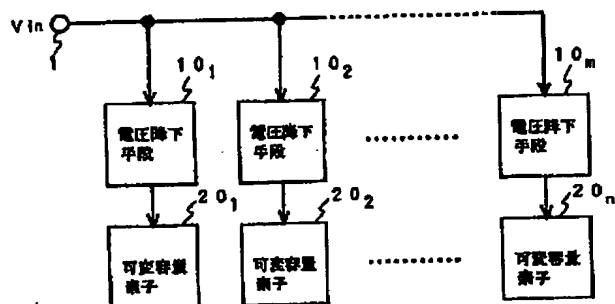 Vin
1
10₁
10₂
10ₘ
電圧降下
手段
電圧降下
手段
電圧降下
手段
20₁
20₂
20ₙ
可変容量
素子
可変容量
素子
可変容量
素子